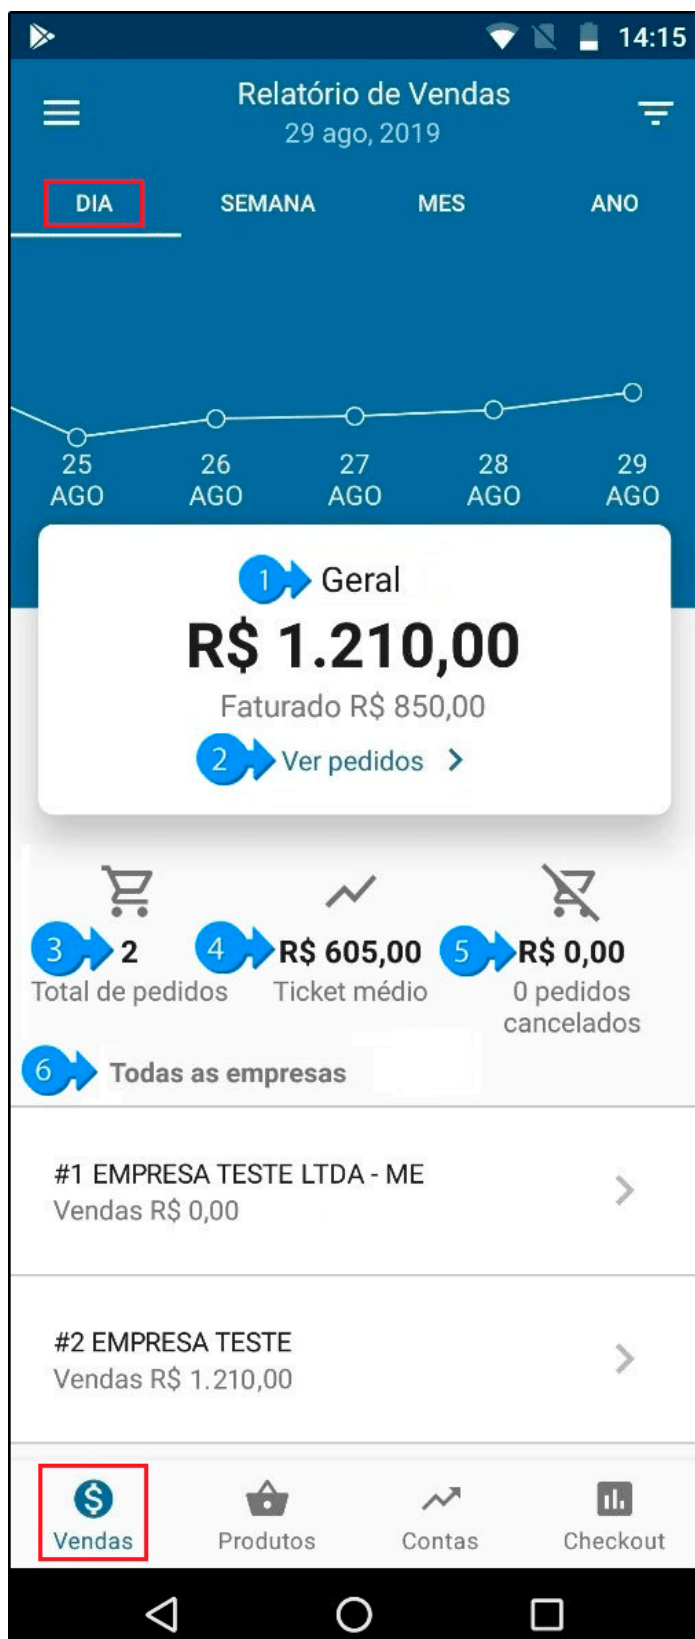 14:15
Relatório de Vendas
29 ago, 2019
DIA SEMANA MES ANO
25 26 27 28 29
AGO AGO AGO AGO AGO
1 Geral
R$ 1.210,00
Faturado R$ 850,00
2 Ver pedidos
3 2 4 R$ 605,00 5 R$ 0,00
Total de pedidos Ticket médio 0 pedidos
cancelados
6 Todas as empresas
#1 EMPRESA TESTE LTDA - ME
Vendas R$ 0,00
#2 EMPRESA TESTE
Vendas R$ 1.210,00
Vendas Produtos Contas Checkout